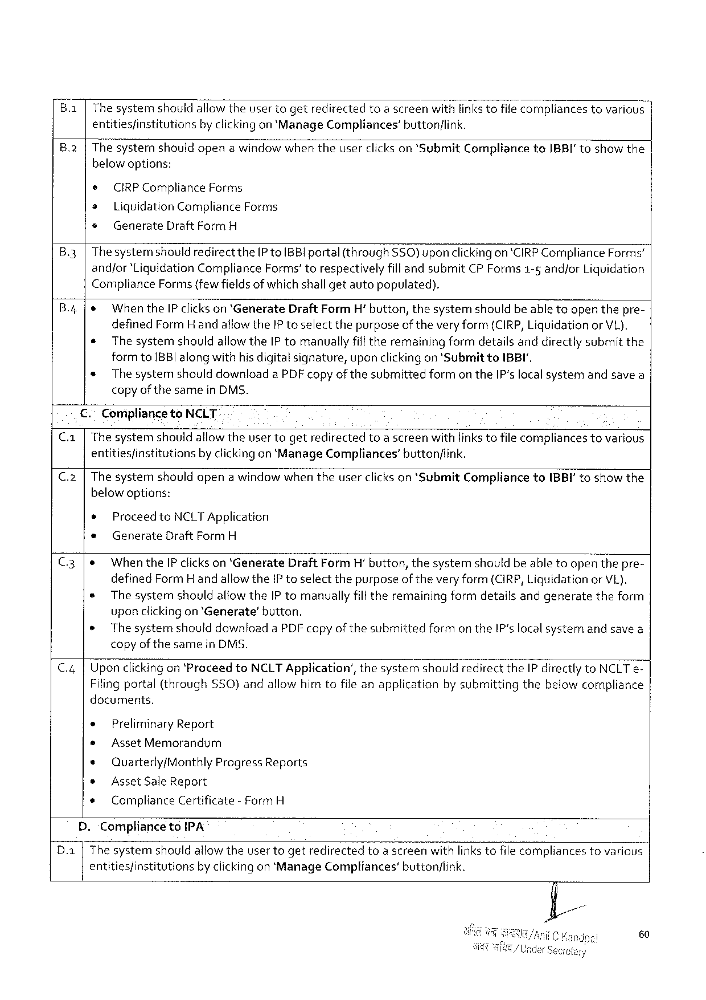 B.1 The system should allow the user to get redirected to a screen with links to file compliances to various
entities/institutions by clicking on 'Manage Compliances' button/link.
B.2 The system should open a window when the user clicks on 'Submit Compliance to IBBI' to show the
below options:
• CIRP Compliance Forms
• Liquidation Compliance Forms
• Generate Draft Form H
B.3 The system should redirect the IP to IBBI portal (through SSO) upon clicking on 'CIRP Compliance Forms'
and/or 'Liquidation Compliance Forms' to respectively fill and submit CP Forms 1-5 and/or Liquidation
Compliance Forms (few fields of which shall get auto populated).
B.4 • When the IP clicks on 'Generate Draft Form H' button, the system should be able to open the pre-
defined Form H and allow the IP to select the purpose of the very form (CIRP, Liquidation or VL).
• The system should allow the IP to manually fill the remaining form details and directly submit the
form to IBBI along with his digital signature, upon clicking on 'Submit to IBBI'.
• The system should download a PDF copy of the submitted form on the IP's local system and save a
copy of the same in DMS.
C. Compliance to NCLT
C.1 The system should allow the user to get redirected to a screen with links to file compliances to various
entities/institutions by clicking on 'Manage Compliances' button/link.
C.2 The system should open a window when the user clicks on 'Submit Compliance to IBBI' to show the
below options:
• Proceed to NCLT Application
• Generate Draft Form H
C.3 • When the IP clicks on 'Generate Draft Form H' button, the system should be able to open the pre-
defined Form H and allow the IP to select the purpose of the very form (CIRP, Liquidation or VL).
• The system should allow the IP to manually fill the remaining form details and generate the form
upon clicking on 'Generate' button.
• The system should download a PDF copy of the submitted form on the IP's local system and save a
copy of the same in DMS.
C.4 Upon clicking on 'Proceed to NCLT Application', the system should redirect the IP directly to NCLT e-
Filing portal (through SSO) and allow him to file an application by submitting the below compliance
documents.
• Preliminary Report
• Asset Memorandum
• Quarterly/Monthly Progress Reports
• Asset Sale Report
• Compliance Certificate - Form H
D. Compliance to IPA
D.1 The system should allow the user to get redirected to a screen with links to file compliances to various
entities/institutions by clicking on 'Manage Compliances' button/link.
/Anil C Kandpal
अवर सचिव/Under Secretary
60